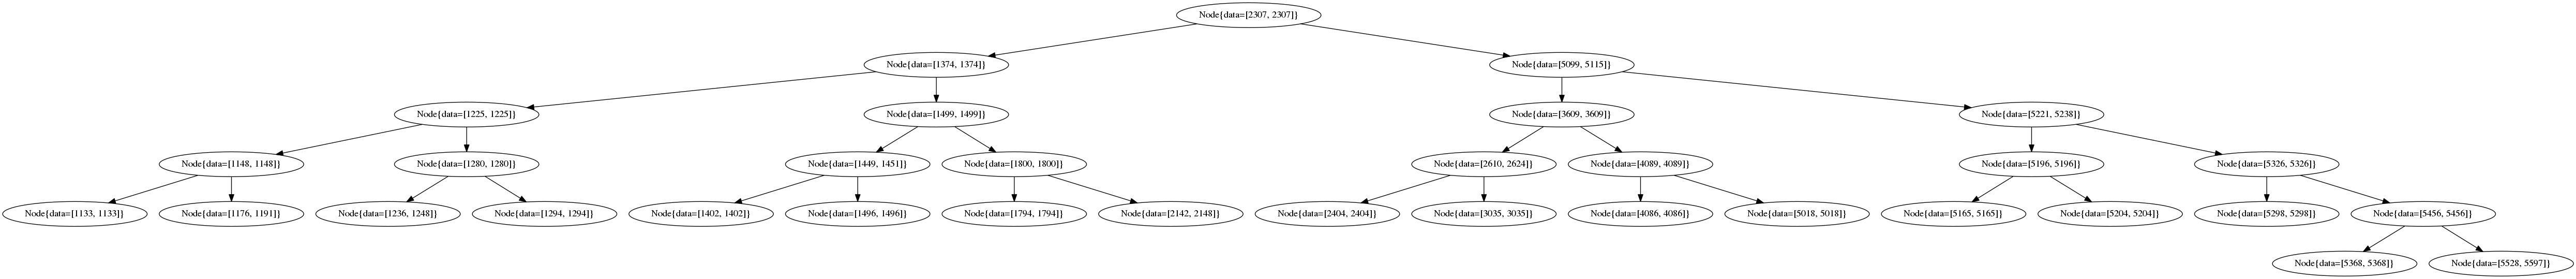 Node{data=[2307, 2307]}
Node{data=[1374, 1374]}
Node{data=[5099, 5115]}
Node{data=[1225, 1225]}
Node{data=[1499, 1499]}
Node{data=[3609, 3609]}
Node{data=[5221, 5238]}
Node{data=[1148, 1148]}
Node{data=[1280, 1280]}
Node{data=[1449, 1451]}
Node{data=[1800, 1800]}
Node{data=[2610, 2624]}
Node{data=[4089, 4089]}
Node{data=[5196, 5196]}
Node{data=[5326, 5326]}
Node{data=[1133, 1133]}
Node{data=[1176, 1191]}
Node{data=[1236, 1248]}
Node{data=[1294, 1294]}
Node{data=[1402, 1402]}
Node{data=[1496, 1496]}
Node{data=[1794, 1794]}
Node{data=[2142, 2148]}
Node{data=[2404, 2404]}
Node{data=[3035, 3035]}
Node{data=[4086, 4086]}
Node{data=[5018, 5018]}
Node{data=[5165, 5165]}
Node{data=[5204, 5204]}
Node{data=[5298, 5298]}
Node{data=[5456, 5456]}
Node{data=[5368, 5368]}
Node{data=[5528, 5597]}